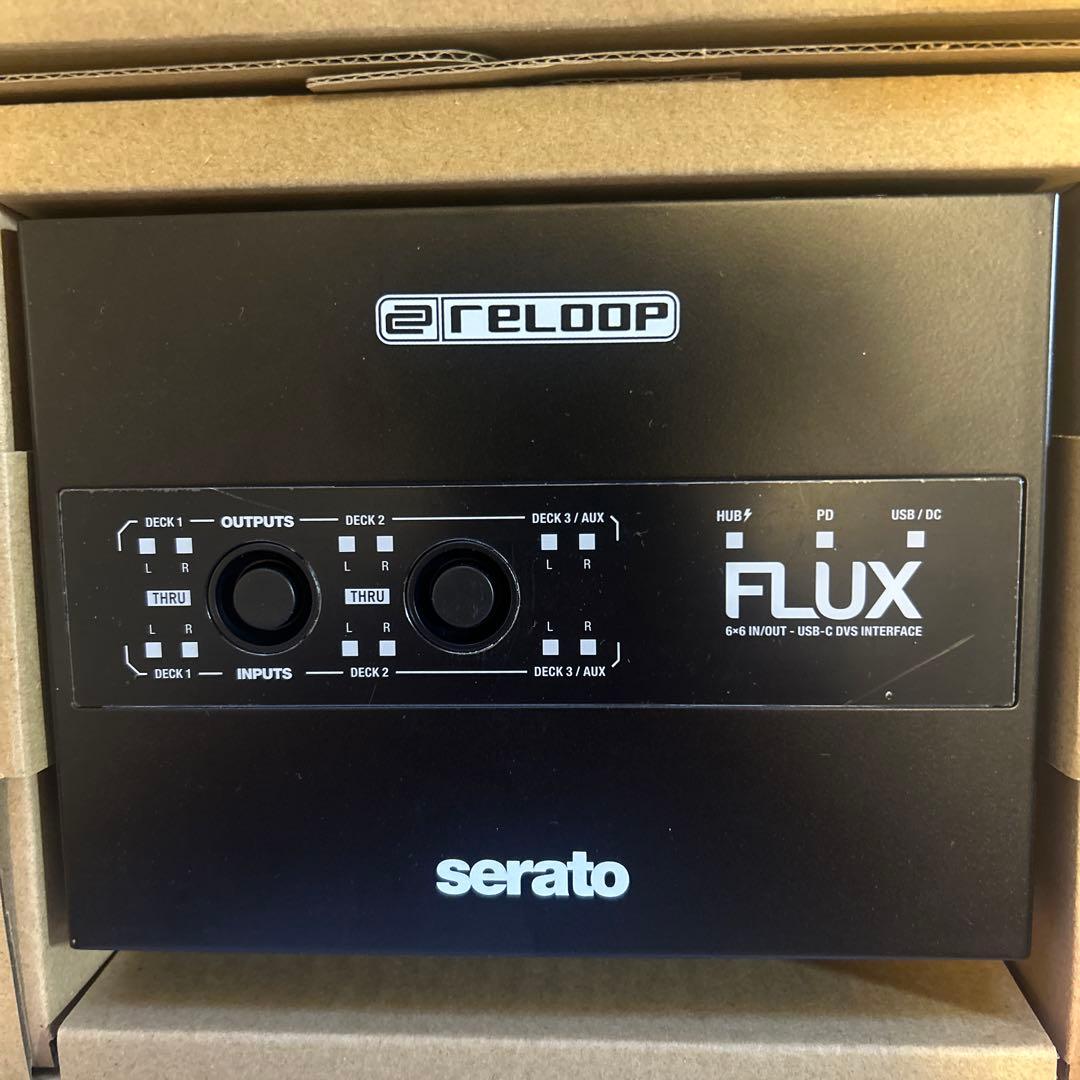 reloop
DECK 1 OUTPUTS DECK 2 DECK 3 / AUX
L R L R L R
THRU THRU
L R L R L R
DECK 1 INPUTS DECK 2 DECK 3 / AUX
HUB PD USB / DC
FLUX
6×6 IN/OUT - USB-C DVS INTERFACE
serato